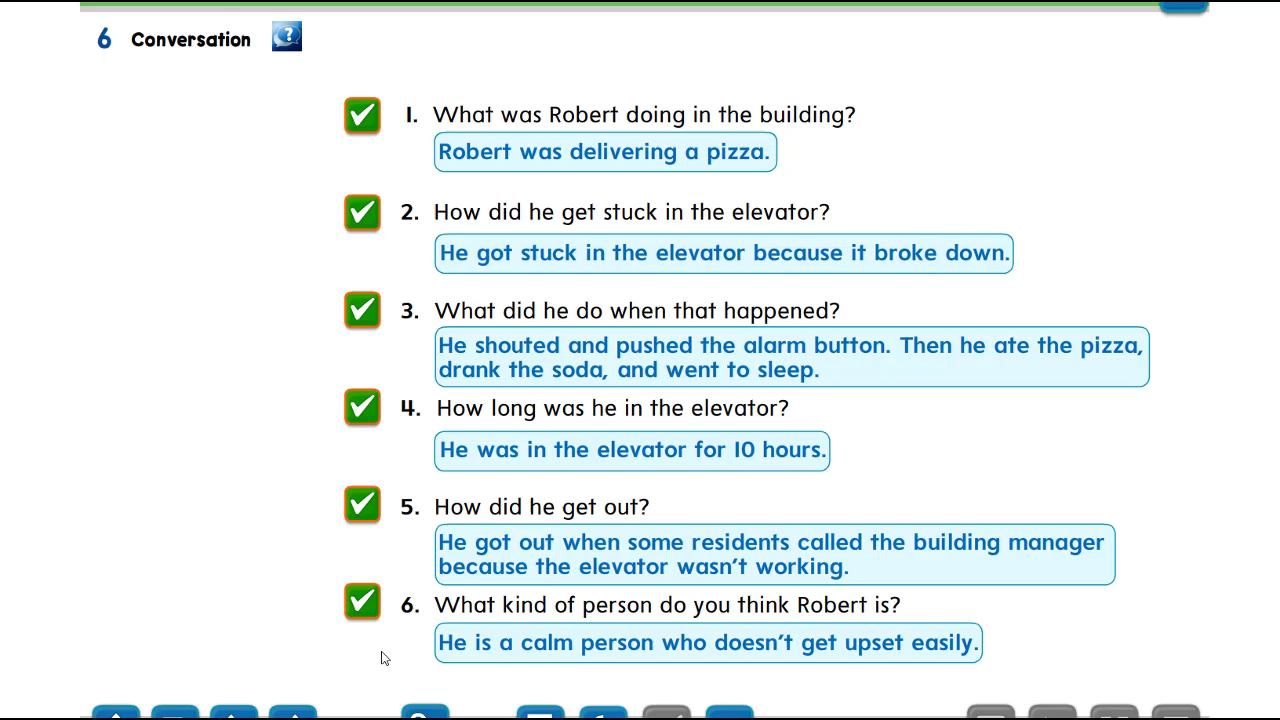 6 Conversation
1. What was Robert doing in the building?
Robert was delivering a pizza.
2. How did he get stuck in the elevator?
He got stuck in the elevator because it broke down.
3. What did he do when that happened?
He shouted and pushed the alarm button. Then he ate the pizza,
drank the soda, and went to sleep.
4. How long was he in the elevator?
He was in the elevator for 10 hours.
5. How did he get out?
He got out when some residents called the building manager
because the elevator wasn't working.
6. What kind of person do you think Robert is?
He is a calm person who doesn't get upset easily.